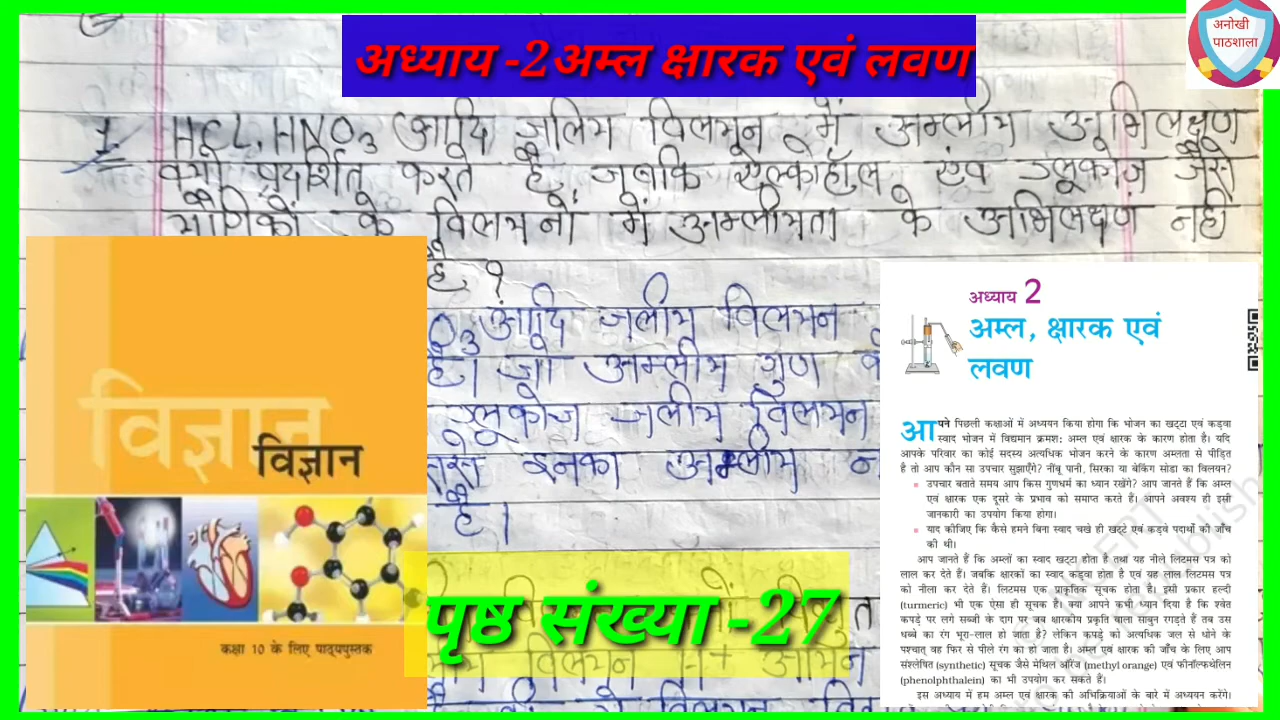 अध्याय -2 अम्ल क्षारक एवं लवण
अनोखी
पाठशाला
1. HCL, HNO3 आदि जलिय विलयन में अम्लीय अभिलक्षण
क्यो प्रदर्शित करते है, जबकि ऐल्कोहॉल एंव ग्लूकोज़ जैसे
यौगिकों के विलयनों में अम्लीयता के अभिलक्षण नही
है ?
O3 आदि जलीय विलयन
है। जो अम्लीय गुण
ग्लूकोज जलीय विलयन
इनका अम्लीय
है।
विलयन H+ आयन
विज्ञान
विज्ञान
कक्षा 10 के लिए पाठ्यपुस्तक
पृष्ठ संख्या -27
अध्याय 2
अम्ल, क्षारक एवं
लवण
आपने पिछली कक्षाओं में अध्ययन किया होगा कि भोजन का खट्टा एवं कड़वा
स्वाद भोजन में विद्यमान क्रमश: अम्ल एवं क्षारक के कारण होता है। यदि
आपके परिवार का कोई सदस्य अत्यधिक भोजन करने के कारण अम्लता से पीड़ित
है तो आप कौन सा उपचार सुझाएँगे? नींबू पानी, सिरका या बेकिंग सोडा का विलयन?
उपचार बताते समय आप किस गुणधर्म का ध्यान रखेंगे? आप जानते हैं कि अम्ल
एवं क्षारक एक दूसरे के प्रभाव को समाप्त करते हैं। आपने अवश्य ही इसी
जानकारी का उपयोग किया होगा।
याद कीजिए कि कैसे हमने बिना स्वाद चखे ही खट्टे एवं कड़वे पदार्थों की जाँच
की थी।
आप जानते हैं कि अम्लों का स्वाद खट्टा होता है तथा यह नीले लिटमस पत्र को
लाल कर देते हैं। जबकि क्षारकों का स्वाद कड़वा होता है एवं यह लाल लिटमस पत्र
को नीला कर देते हैं। लिटमस एक प्राकृतिक सूचक होता है। इसी प्रकार हल्दी
(turmeric) भी एक ऐसा ही सूचक है। क्या आपने कभी ध्यान दिया है कि श्वेत
कपड़े पर लगे सब्जी के दाग पर जब क्षारकीय प्रकृति वाला साबुन रगड़ते हैं तब उस
धब्बे का रंग भूरा-लाल हो जाता है? लेकिन कपड़े को अत्यधिक जल से धोने के
पश्चात् वह फिर से पीले रंग का हो जाता है। अम्ल एवं क्षारक की जाँच के लिए आप
संश्लेषित (synthetic) सूचक जैसे मेथिल ऑरेंज (methyl orange) एवं फीनॉल्फथेलिन
(phenolphthalein) का भी उपयोग कर सकते हैं।
इस अध्याय में हम अम्ल एवं क्षारक की अभिक्रियाओं के बारे में अध्ययन करेंगे।